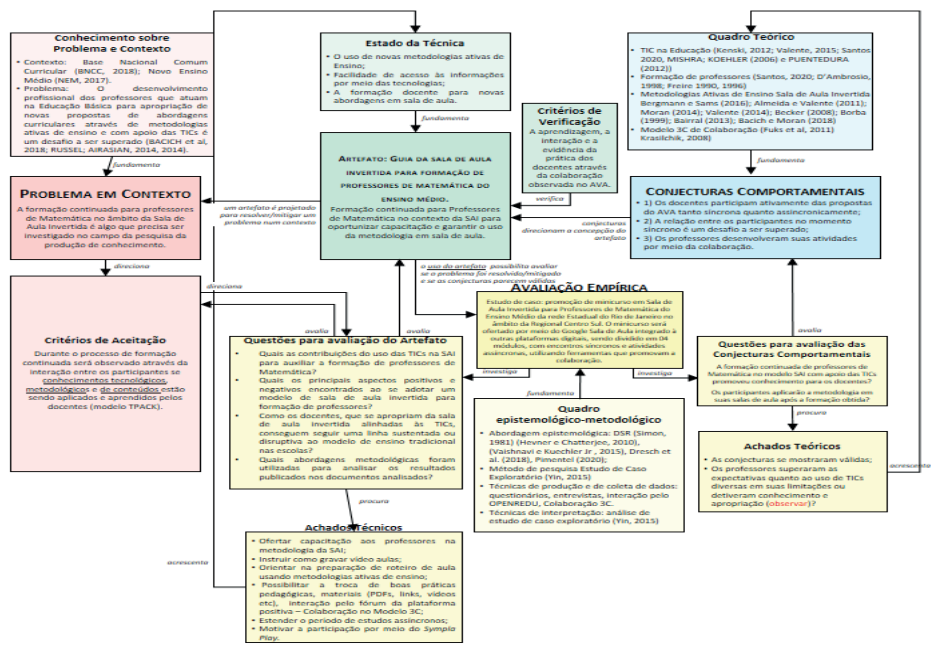 Conhecimento sobre
Problema e Contexto
• Contexto: Base Nacional Comum
Curricular (BNCC, 2018); Novo Ensino
Médio (NEM, 2017).
• Problema: O desenvolvimento
profissional dos professores que atuam
na Educação Básica para apropriação de
novas propostas de abordagens
curriculares através de metodologias
ativas de ensino e com apoio das TICs é
um desafio a ser superado (BACICH et al,
2018; RUSSEL; AIRASIAN, 2014, 2014).
fundamenta
PROBLEMA EM CONTEXTO
A formação continuada para professores
de Matemática no âmbito da Sala de
Aula Invertida é algo que precisa ser
investigado no campo da pesquisa da
produção de conhecimento.
direciona
Critérios de Aceitação
Durante o processo de formação
continuada será observado através da
interação entre os participantes se
conhecimentos tecnológicos,
metodológicos e de conteúdos estão
sendo aplicados e aprendidos pelos
docentes (modelo TPACK).
Estado da Técnica
• O uso de novas metodologias ativas de
Ensino;
• Facilidade de acesso às informações
por meio das tecnologias;
• A formação docente para novas
abordagens em sala de aula.
fundamenta
ARTEFATO: GUIA DA SALA DE AULA
INVERTIDA PARA FORMAÇÃO DE
PROFESSORES DE MATEMÁTICA DO
ENSINO MÉDIO.
Formação continuada para Professores
de Matemática no contexto da SAI para
oportunizar capacitação e garantir o uso
da metodologia em sala de aula.
um artefato é projetado
para resolver/mitigar um
problema num contexto
Critérios de
Verificação
A aprendizagem, a
interação e a
evidência da
prática dos
docentes através
da colaboração
observada no AVA.
verifica
conjecturas
direcionam a concepção do
artefato
Quadro Teórico
• TIC na Educação (Kenski, 2012; Valente, 2015; Santos
2020, MISHRA; KOEHLER (2006) e PUENTEDURA
(2012))
• Formação de professores (Santos, 2020; D'Ambrosio,
1998; Freire 1990, 1996)
• Metodologias Ativas de Ensino Sala de Aula Invertida
Bergmann e Sams (2016); Almeida e Valente (2011);
Moran (2014); Valente (2014); Becker (2008); Borba
(1999); Bairral (2013); Bacich e Moran (2018)
• Modelo 3C de Colaboração (Fuks et al, 2011)
Krasilchik, 2008)
fundamenta
CONJECTURAS COMPORTAMENTAIS
• 1) Os docentes participam ativamente das propostas
do AVA tanto síncrona quanto assincronamente;
• 2) A relação entre os participantes no momento
síncrono é um desafio a ser superado;
• 3) Os professores desenvolveram suas atividades
por meio da colaboração.
o uso do artefato possibilita avaliar
se o problema foi resolvido/mitigado
e se as conjecturas parecem válidas
direciona
avalia
avalia
avalia
AVALIAÇÃO EMPÍRICA
Estudo de caso: promoção de minicurso em Sala de
Aula Invertida para Professores de Matemática do
Ensino Médio da rede Estadual do Rio de Janeiro no
âmbito da Regional Centro Sul. O minicurso será
ofertado por meio do Google Sala de Aula integrado à
outras plataformas digitais, sendo dividido em 04
módulos, com encontros síncronos e atividades
assíncronas, utilizando ferramentas que promovam a
colaboração.
investiga
investiga
fundamenta
Questões para avaliação do Artefato
• Quais as contribuições do uso das TICs na SAI
para auxiliar a formação de professores de
Matemática?
• Quais os principais aspectos positivos e
negativos encontrados ao se adotar um
modelo de sala de aula invertida para
formação de professores?
• Como os docentes, que se apropriam da sala
de aula invertida alinhadas às TICs,
conseguem seguir uma linha sustentada ou
disruptiva ao modelo de ensino tradicional
nas escolas?
• Quais abordagens metodológicas foram
utilizadas para analisar os resultados
publicados nos documentos analisados?
procura
Quadro
epistemológico-metodológico
• Abordagem epistemológica: DSR (Simon,
1981) (Hevner e Chatterjee, 2010),
(Vaishnavi e Kuechler Jr , 2015), Dresch et
al. (2018), Pimentel (2020);
• Método de pesquisa Estudo de Caso
Exploratório (Yin, 2015)
• Técnicas de produção e de coleta de dados:
questionários, entrevistas, interação pelo
OPENREDU, Colaboração 3C.
• Técnicas de interpretação: análise de
estudo de caso exploratório (Yin, 2015)
Questões para avaliação das
Conjecturas Comportamentais
A formação continuada de professores de
Matemática no modelo SAI com apoio das TICs
promoveu conhecimento para os docentes?
Os participantes aplicarão a metodologia em
suas salas de aula após a formação obtida?
procura
Achados Teóricos
• As conjecturas se mostraram válidas;
• Os professores superaram as
expectativas quanto ao uso de TICs
diversas em suas limitações ou
detiveram conhecimento e
apropriação (observar)?
acrescenta
Achados Técnicos
• Ofertar capacitação aos professores na
metodologia da SAI;
• Instruir como gravar vídeo aulas;
• Orientar na preparação de roteiro de aula
usando metodologias ativas de ensino;
• Possibilitar a troca de boas práticas
pedagógicas, materiais (PDFs, links, vídeos
etc), interação pelo fórum da plataforma
positiva – Colaboração no Modelo 3C;
• Estender o período de estudos assíncronos;
• Motivar a participação por meio do Sympla
Play.
acrescenta